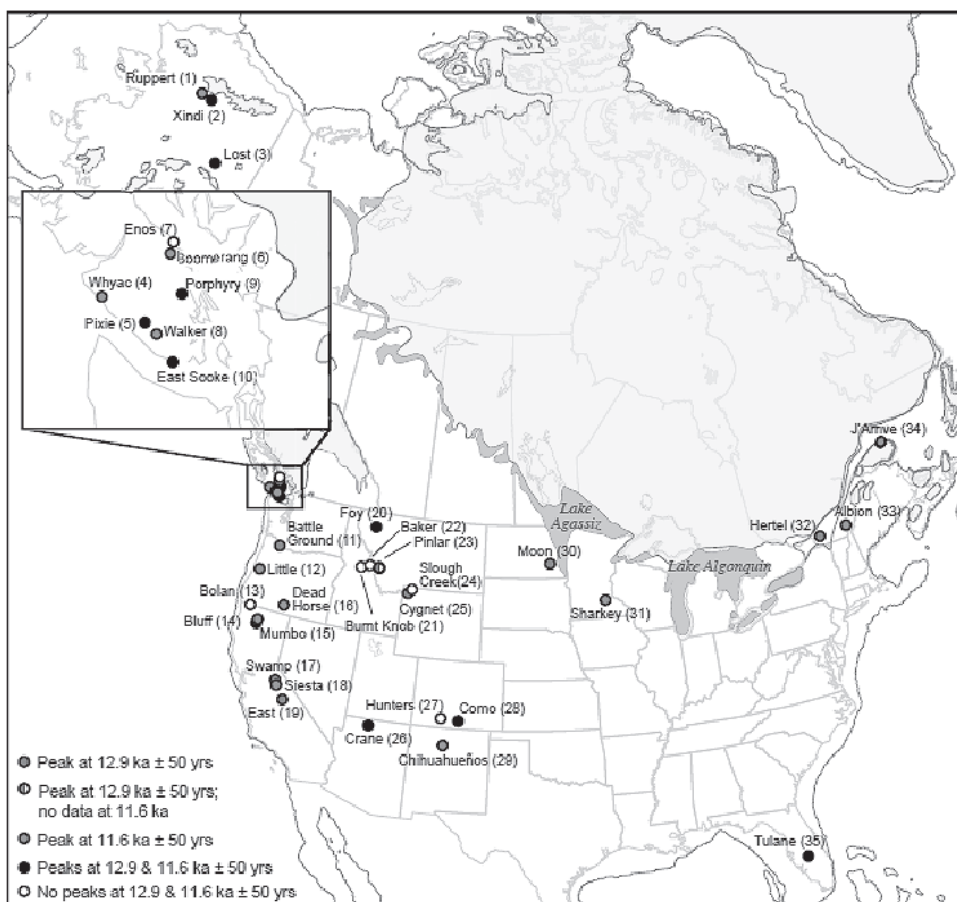 Ruppert (1)
Xindi (2)
Lost (3)
Enos (7)
Boomerang (6)
Whyac (4)
Porphyry (9)
Pixie (5)
Walker (8)
East Sooke (10)
J'Arrive (34)
Albion (33)
Hertel (32)
Lake
Agassiz
Lake Algonquin
Foy (20)
Baker (22)
Battle
Ground (11)
Pintlar (23)
Moon (30)
Little (12)
Slough
Creek(24)
Bolan (13)
Dead
Horse (16)
Cygnet (25)
Sharkey (31)
Bluff (14)
Mumbo (15)
Burnt Knob (21)
Swamp (17)
Siesta (18)
East (19)
Hunters (27)
Como (28)
Crane (26)
Chihuahueños (29)
Tulane (35)
Peak at 12.9 ka ± 50 yrs
Peak at 12.9 ka ± 50 yrs;
no data at 11.6 ka
Peak at 11.6 ka ± 50 yrs
Peaks at 12.9 & 11.6 ka ± 50 yrs
No peaks at 12.9 & 11.6 ka ± 50 yrs